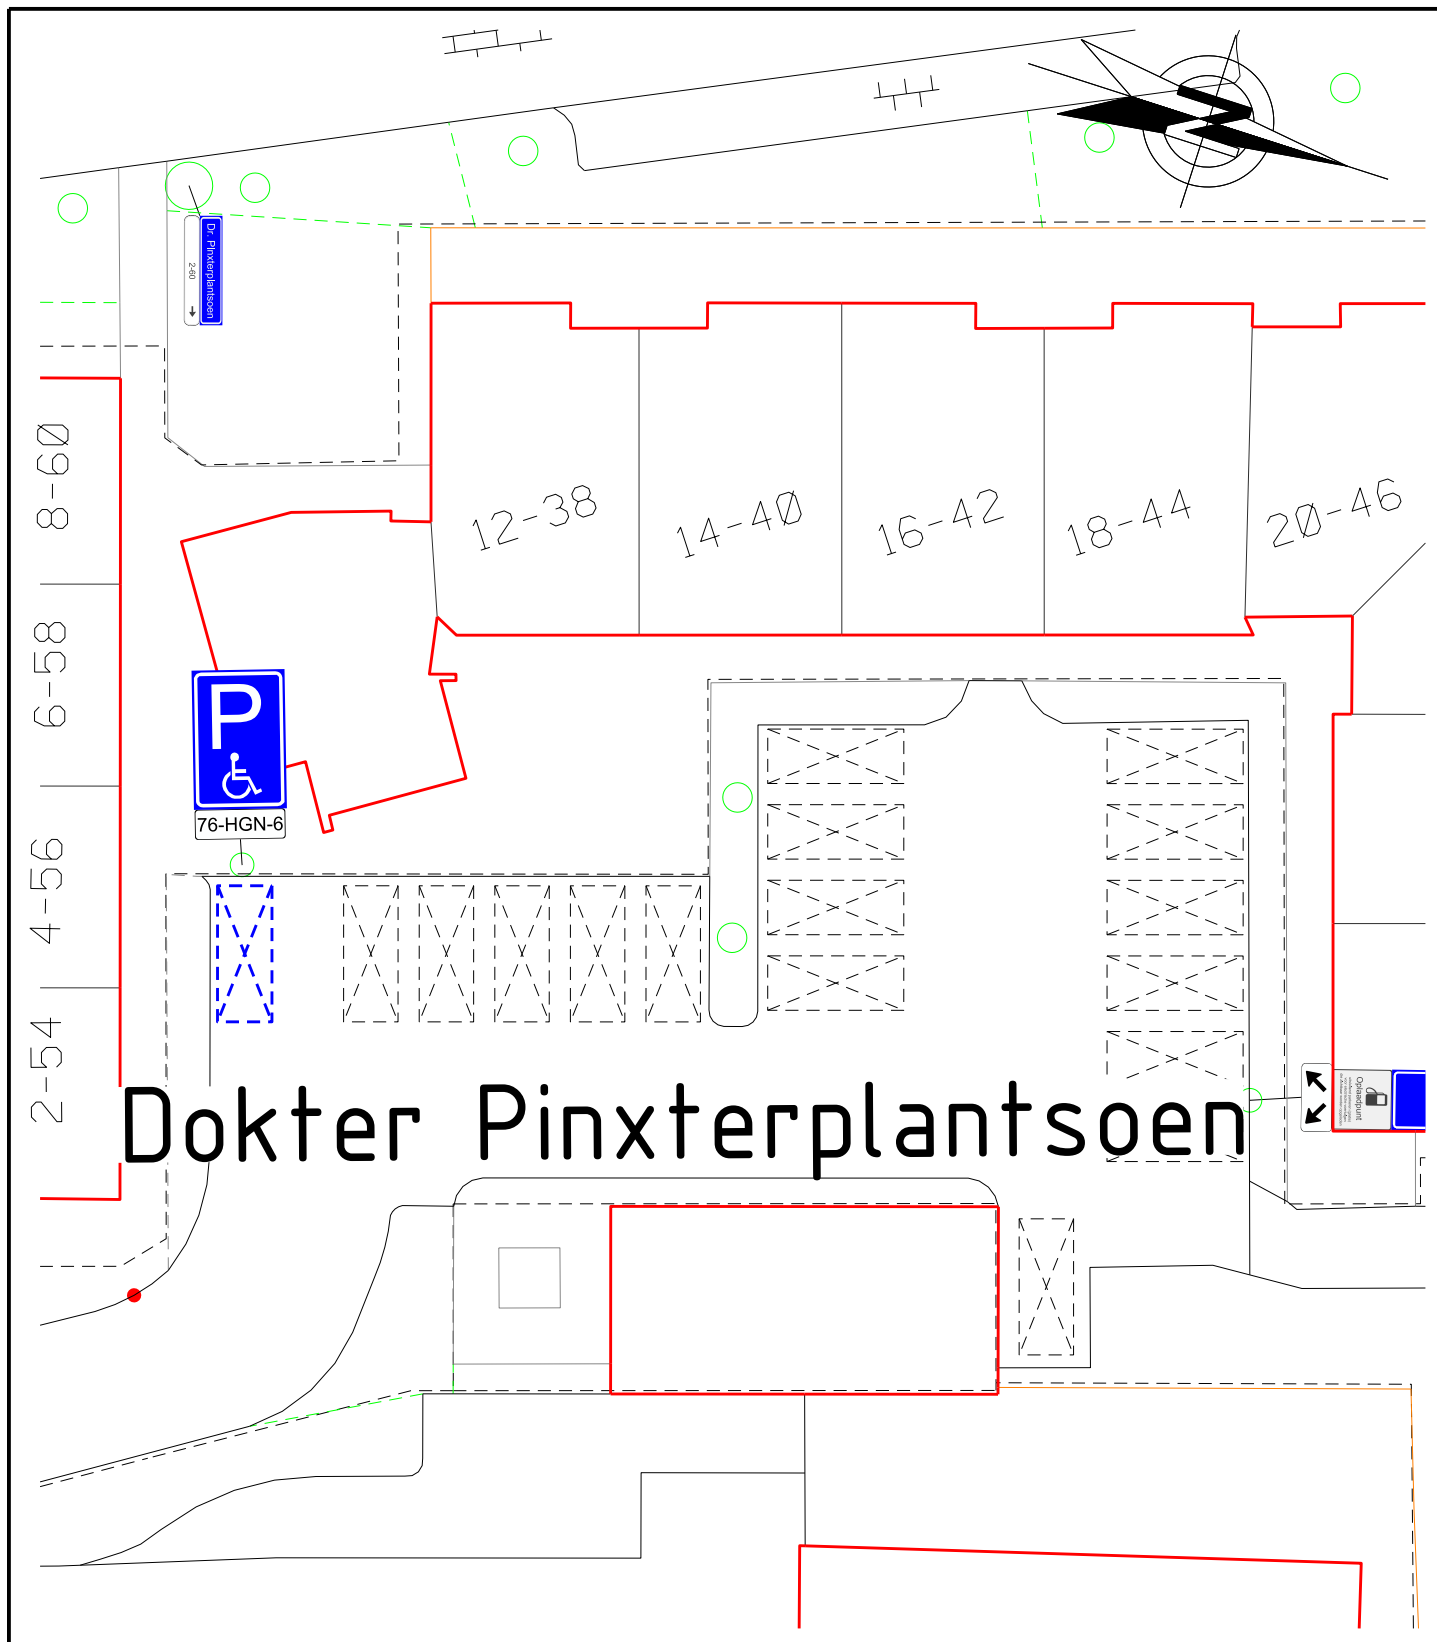 Dr. Pinxterplantsoen
2-60
8-60
12-38
14-40
16-42
18-44
20-46
6-58
P
76-HGN-6
4-56
2-54
Oplaadpunt
Dokter Pinxterplantsoen